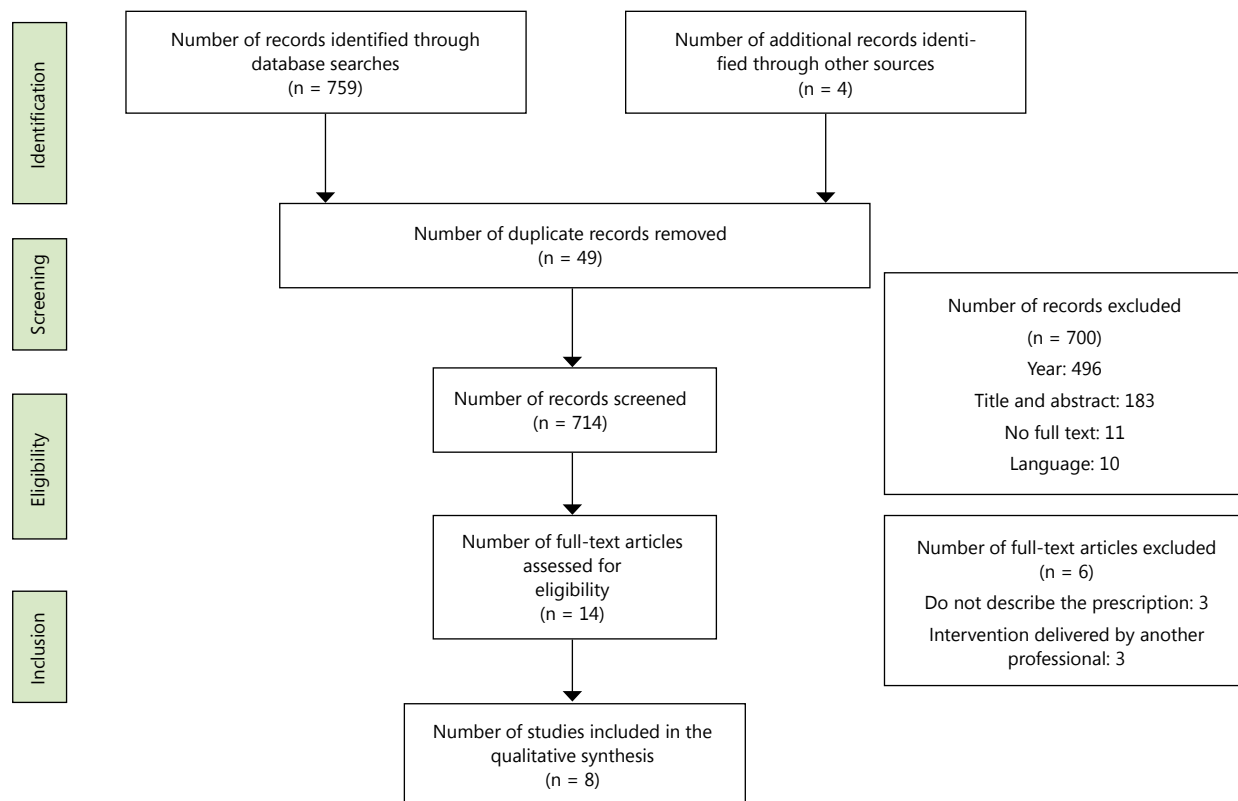 Identification
Number of records identified through
database searches
(n = 759)
Number of additional records identi-
fied through other sources
(n = 4)
Screening
Number of duplicate records removed
(n = 49)
Number of records excluded
(n = 700)
Year: 496
Title and abstract: 183
No full text: 11
Language: 10
Eligibility
Number of records screened
(n = 714)
Number of full-text articles
assessed for
eligibility
(n = 14)
Number of full-text articles excluded
(n = 6)
Do not describe the prescription: 3
Intervention delivered by another
professional: 3
Inclusion
Number of studies included in the
qualitative synthesis
(n = 8)